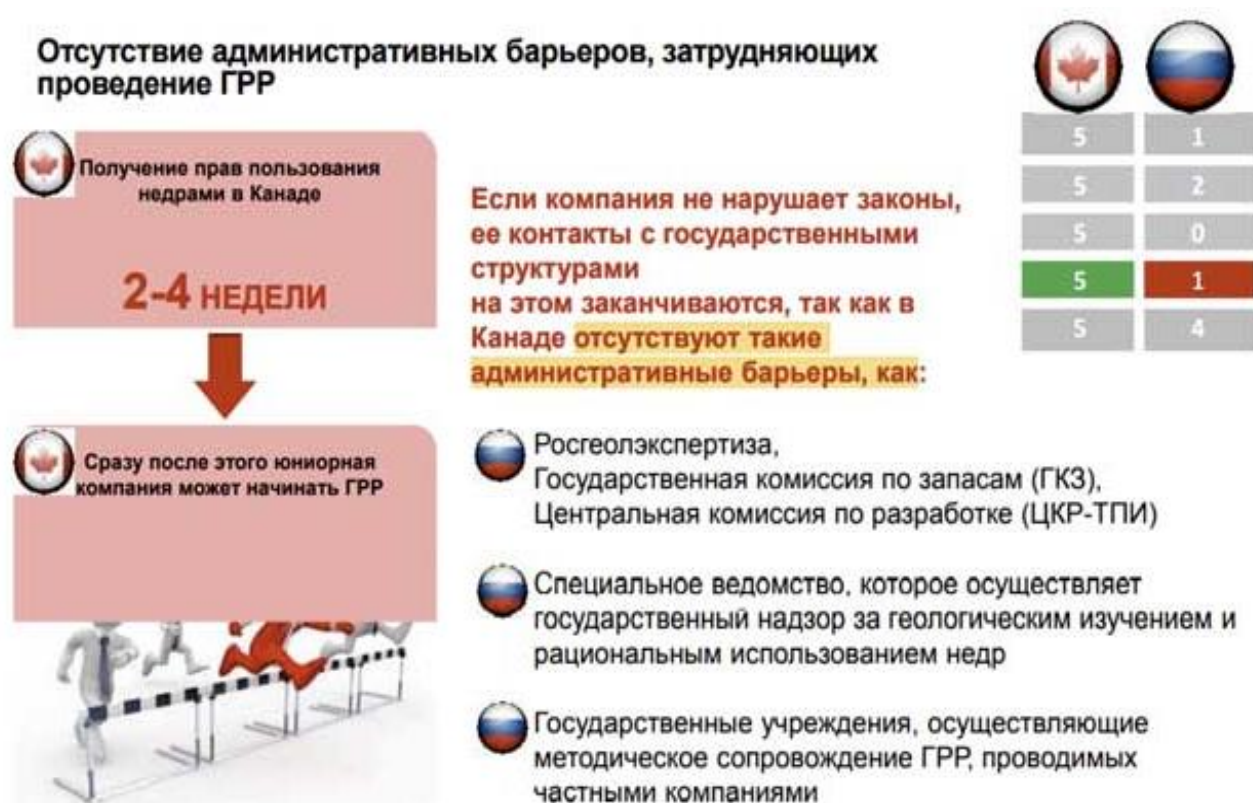 Отсутствие административных барьеров, затрудняющих
проведение ГРР
5 1
5 2
5 0
5 1
5 4
Получение прав пользования
недрами в Канаде
2-4 НЕДЕЛИ
Сразу после этого юниорная
компания может начинать ГРР
Если компания не нарушает законы,
ее контакты с государственными
структурами
на этом заканчиваются, так как в
Канаде отсутствуют такие
административные барьеры, как:
Росгеолэкспертиза,
Государственная комиссия по запасам (ГКЗ),
Центральная комиссия по разработке (ЦКР-ТПИ)
Специальное ведомство, которое осуществляет
государственный надзор за геологическим изучением и
рациональным использованием недр
Государственные учреждения, осуществляющие
методическое сопровождение ГРР, проводимых
частными компаниями